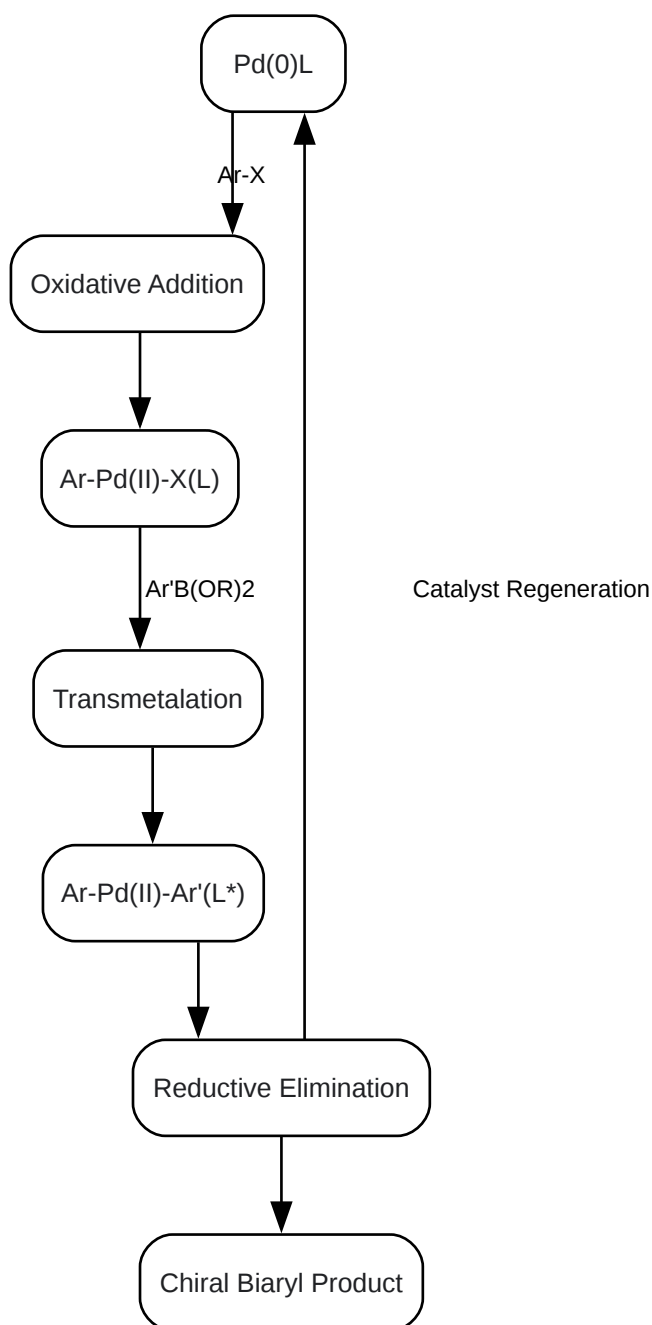 Pd(0)L
Ar-X
Oxidative Addition
Ar-Pd(II)-X(L)
Ar'B(OR)2
Catalyst Regeneration
Transmetalation
Ar-Pd(II)-Ar'(L*)
Reductive Elimination
Chiral Biaryl Product